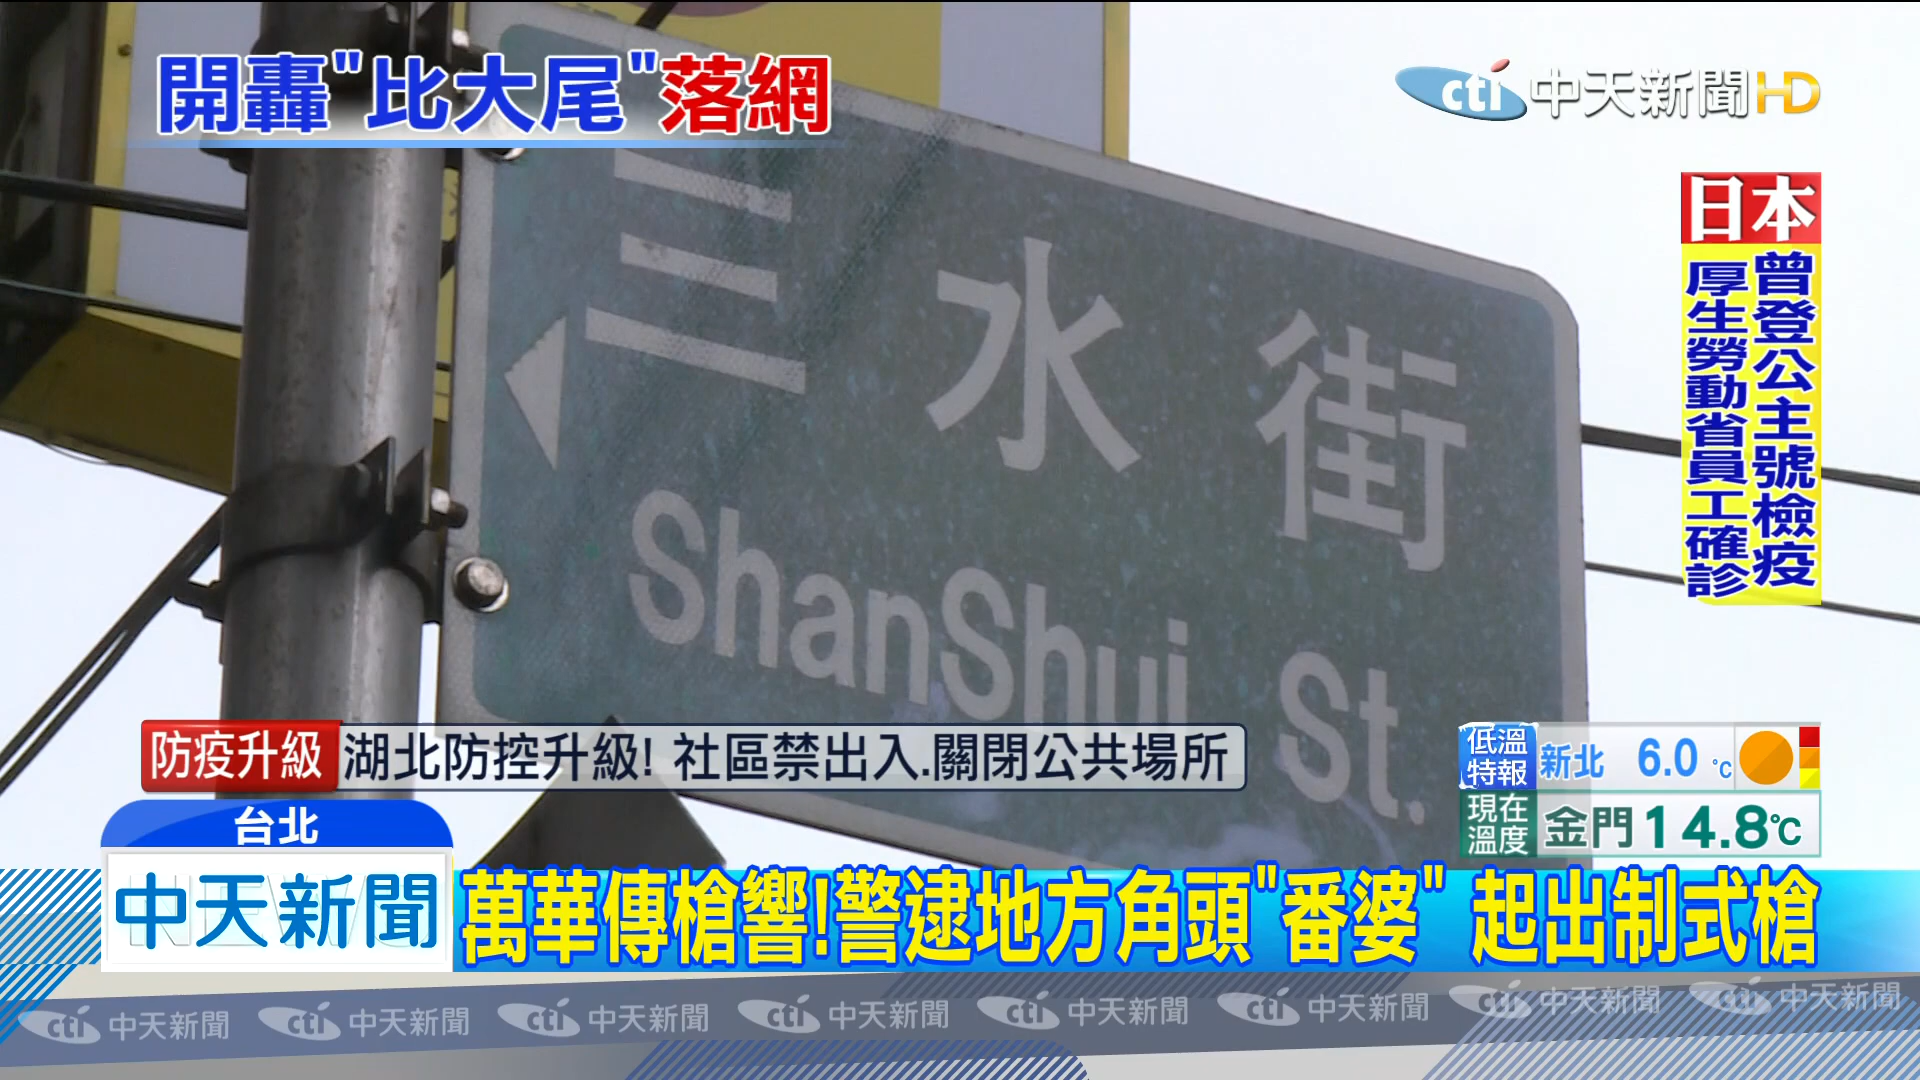 開轟"比大尾"落網
cti 中天新聞HD
日本
曾登公主號檢疫
厚生勞動省員工確診
三水街
ShanShui St.
防疫升級 湖北防控升級! 社區禁出入.關閉公共場所
低溫特報 新北 6.0 ℃
現在溫度 金門 14.8℃
台北
中天新聞
萬華傳槍響!警逮地方角頭"番婆" 起出制式槍
cti 中天新聞 cti 中天新聞 cti 中天新聞 cti 中天新聞 cti 中天新聞 cti 中天新聞 cti 中天新聞 cti 中天新聞